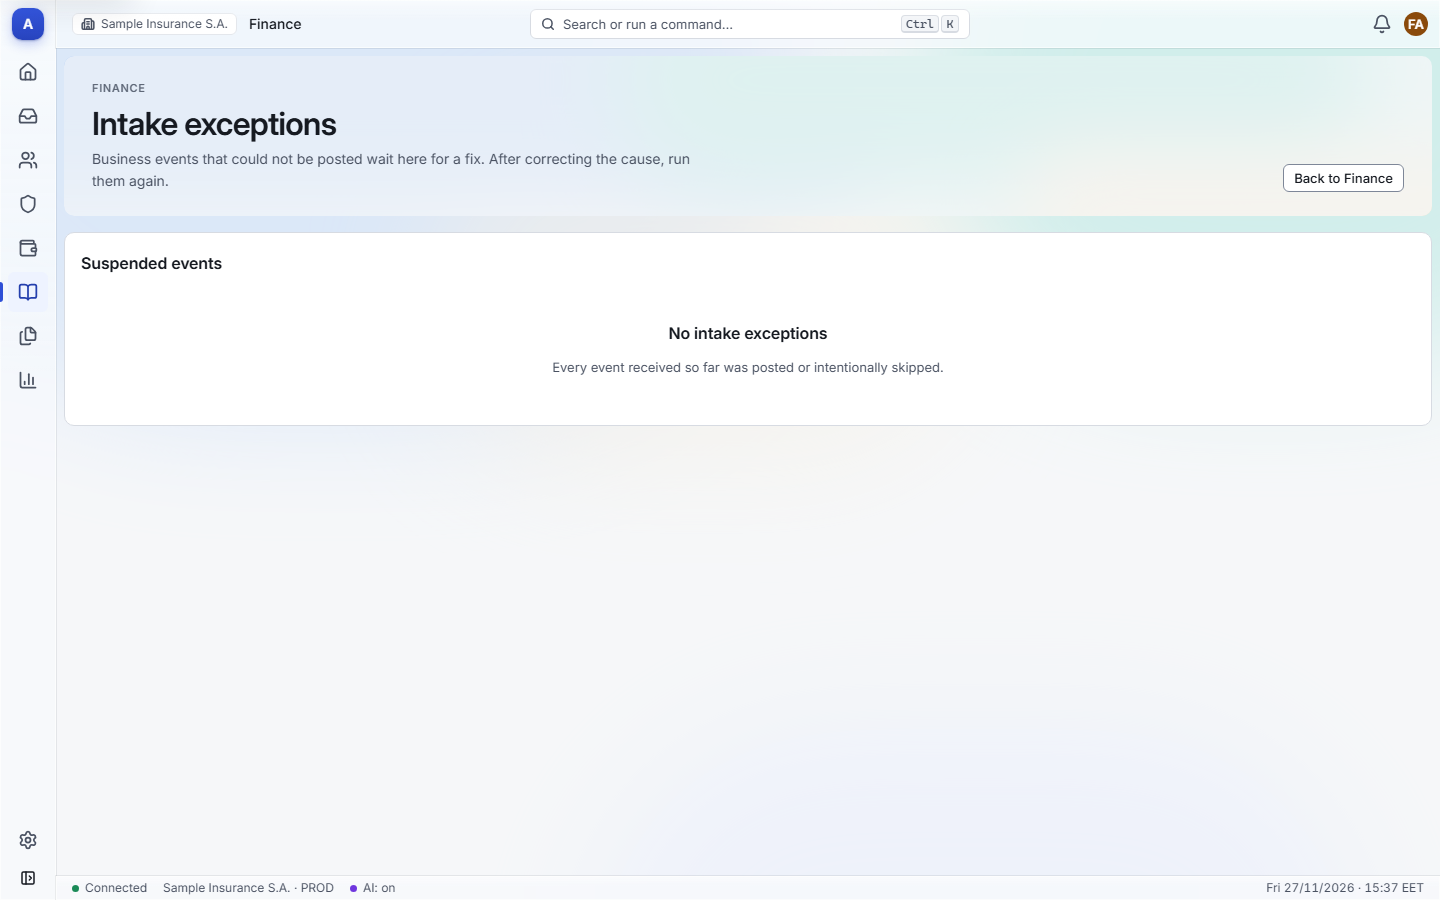 A
Sample Insurance S.A.
Finance
Search or run a command...
Ctrl K
FA
FINANCE
Intake exceptions
Business events that could not be posted wait here for a fix. After correcting the cause, run
them again.
Back to Finance
Suspended events
No intake exceptions
Every event received so far was posted or intentionally skipped.
Connected
Sample Insurance S.A. · PROD
AI: on
Fri 27/11/2026 · 15:37 EET